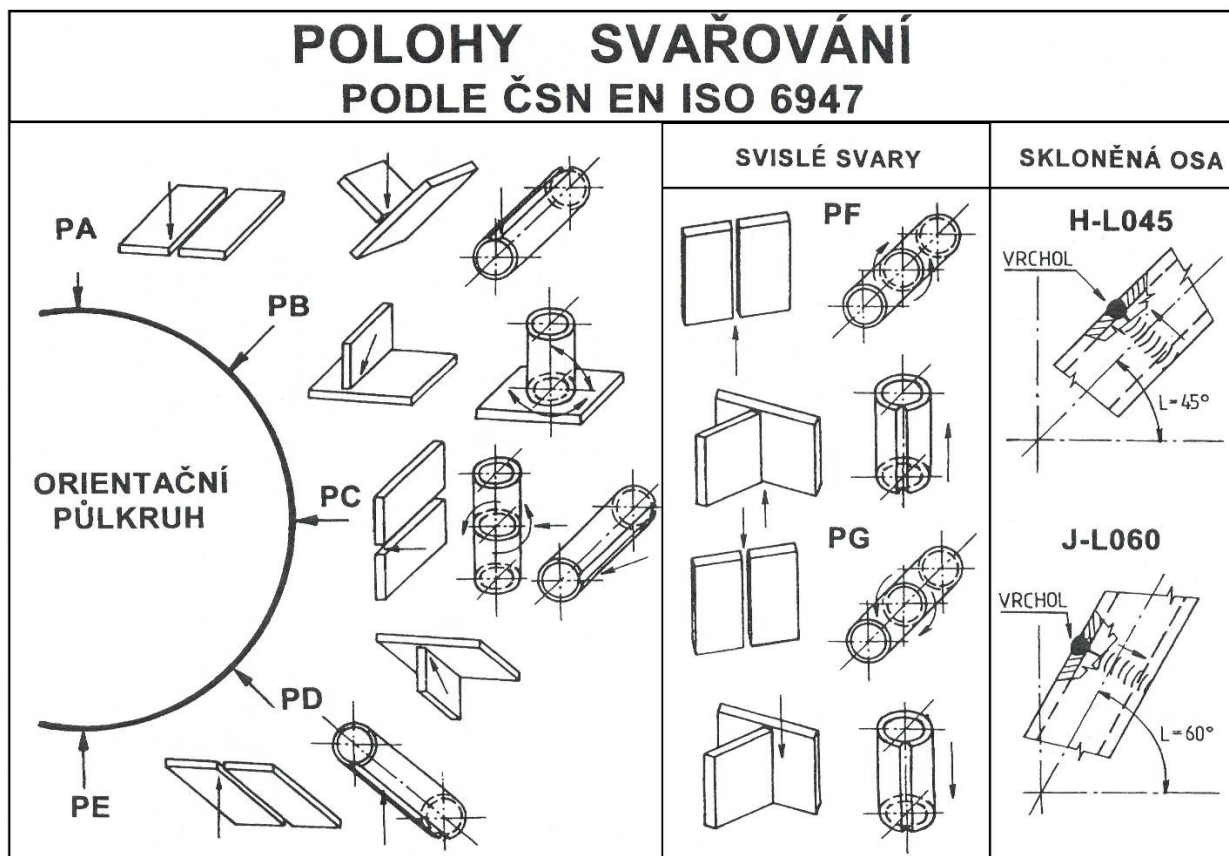 POLOHY SVAŘOVÁNÍ
PODLE ČSN EN ISO 6947
PA
PB
ORIENTAČNÍ
PŮLKRUH
PC
PD
PE
SVISLÉ SVARY
PF
PG
SKLONĚNÁ OSA
H-L045
VRCHOL
L=45°
J-L060
VRCHOL
L=60°